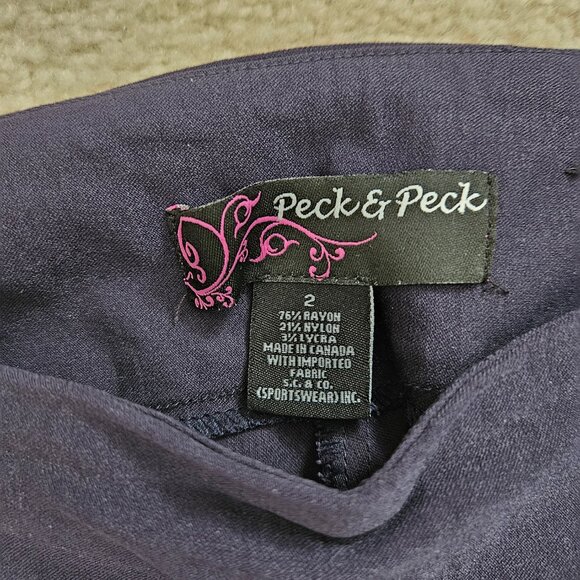 Peck & Peck
2
76% RAYON
21% NYLON
3% LYCRA
MADE IN CANADA
WITH IMPORTED
FABRIC
S.C. & CO.
(SPORTSWEAR) INC.